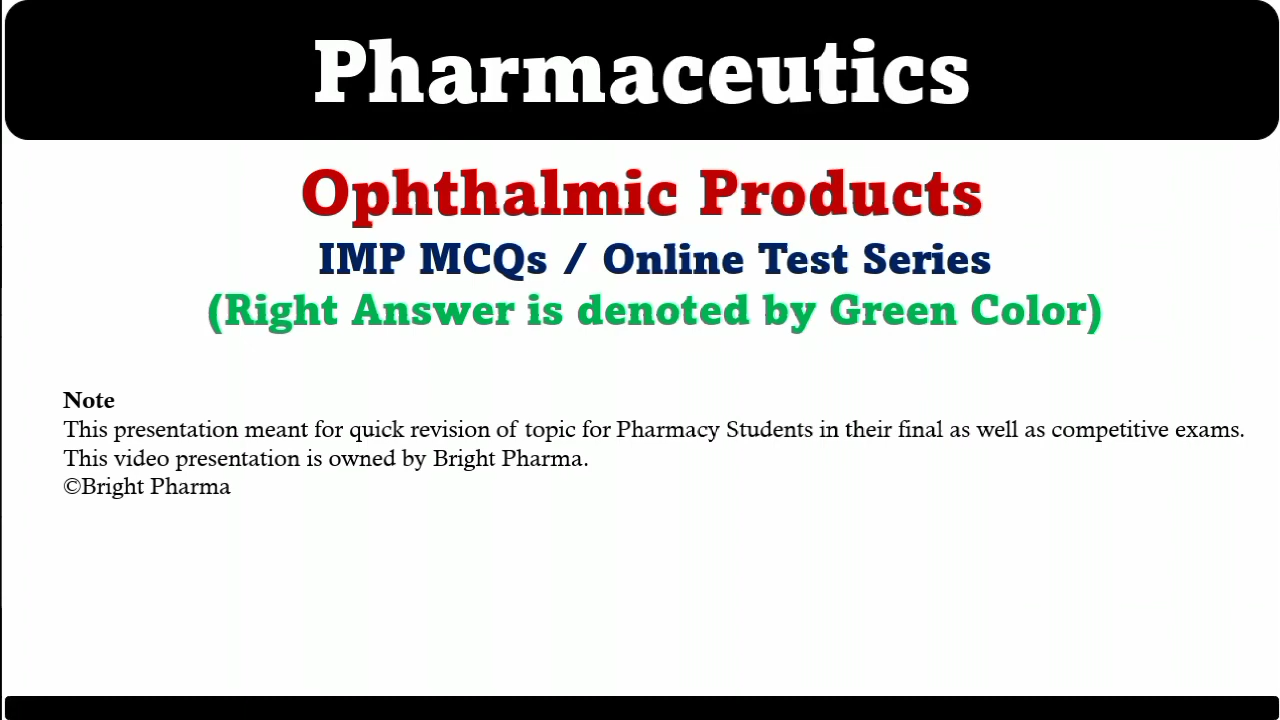 Pharmaceutics
Ophthalmic Products
IMP MCQs / Online Test Series
(Right Answer is denoted by Green Color)
Note
This presentation meant for quick revision of topic for Pharmacy Students in their final as well as competitive exams.
This video presentation is owned by Bright Pharma.
©Bright Pharma